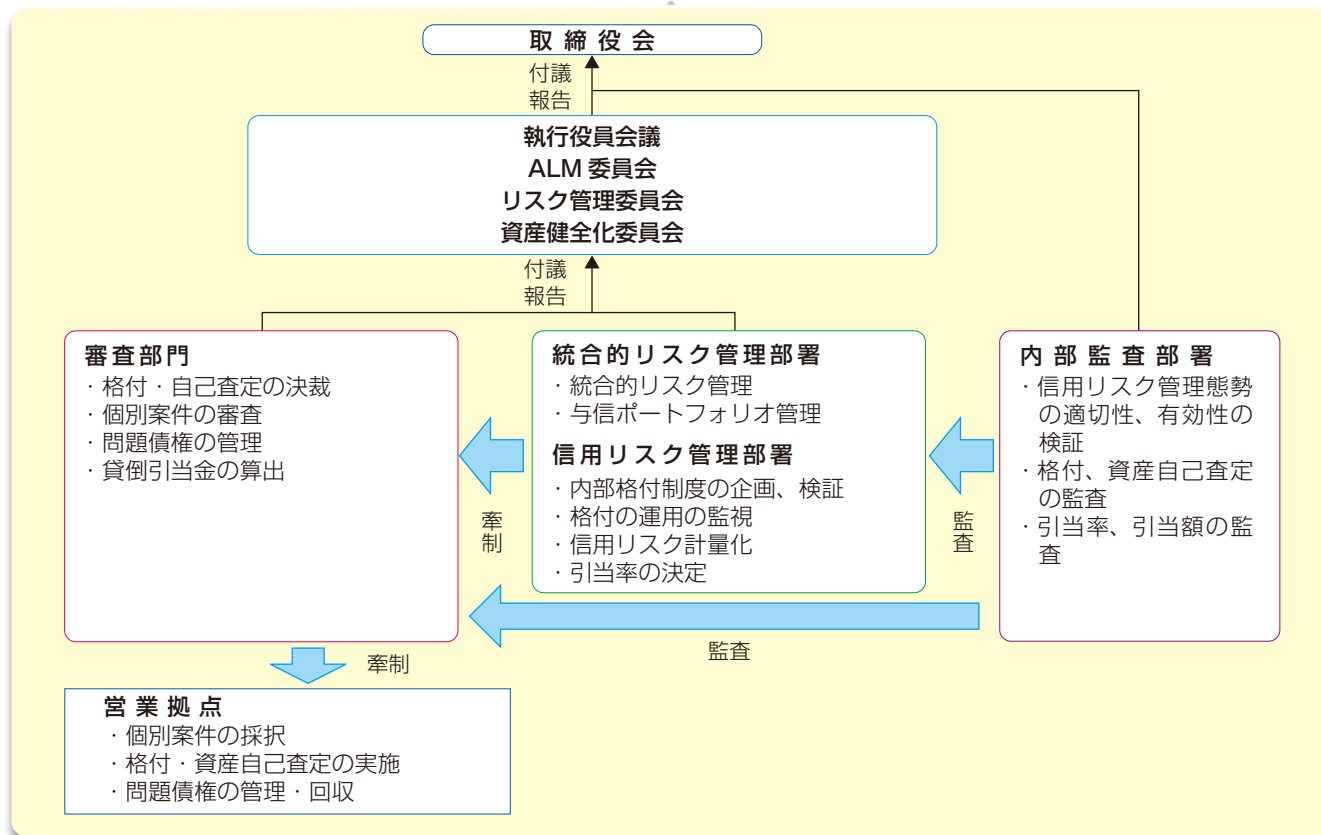 取締役会
付議
報告
執行役員会議
ALM 委員会
リスク管理委員会
資産健全化委員会
付議
報告
審査部門
・格付・自己査定の決裁
・個別案件の審査
・問題債権の管理
・貸倒引当金の算出
牽制
統合的リスク管理部署
・統合的リスク管理
・与信ポートフォリオ管理
信用リスク管理部署
・内部格付制度の企画、検証
・格付の運用の監視
・信用リスク計量化
・引当率の決定
監査
内部監査部署
・信用リスク管理態勢
の適切性、有効性の
検証
・格付、資産自己査定
の監査
・引当率、引当額の監
査
監査
牽制
営業拠点
・個別案件の採択
・格付・資産自己査定の実施
・問題債権の管理・回収